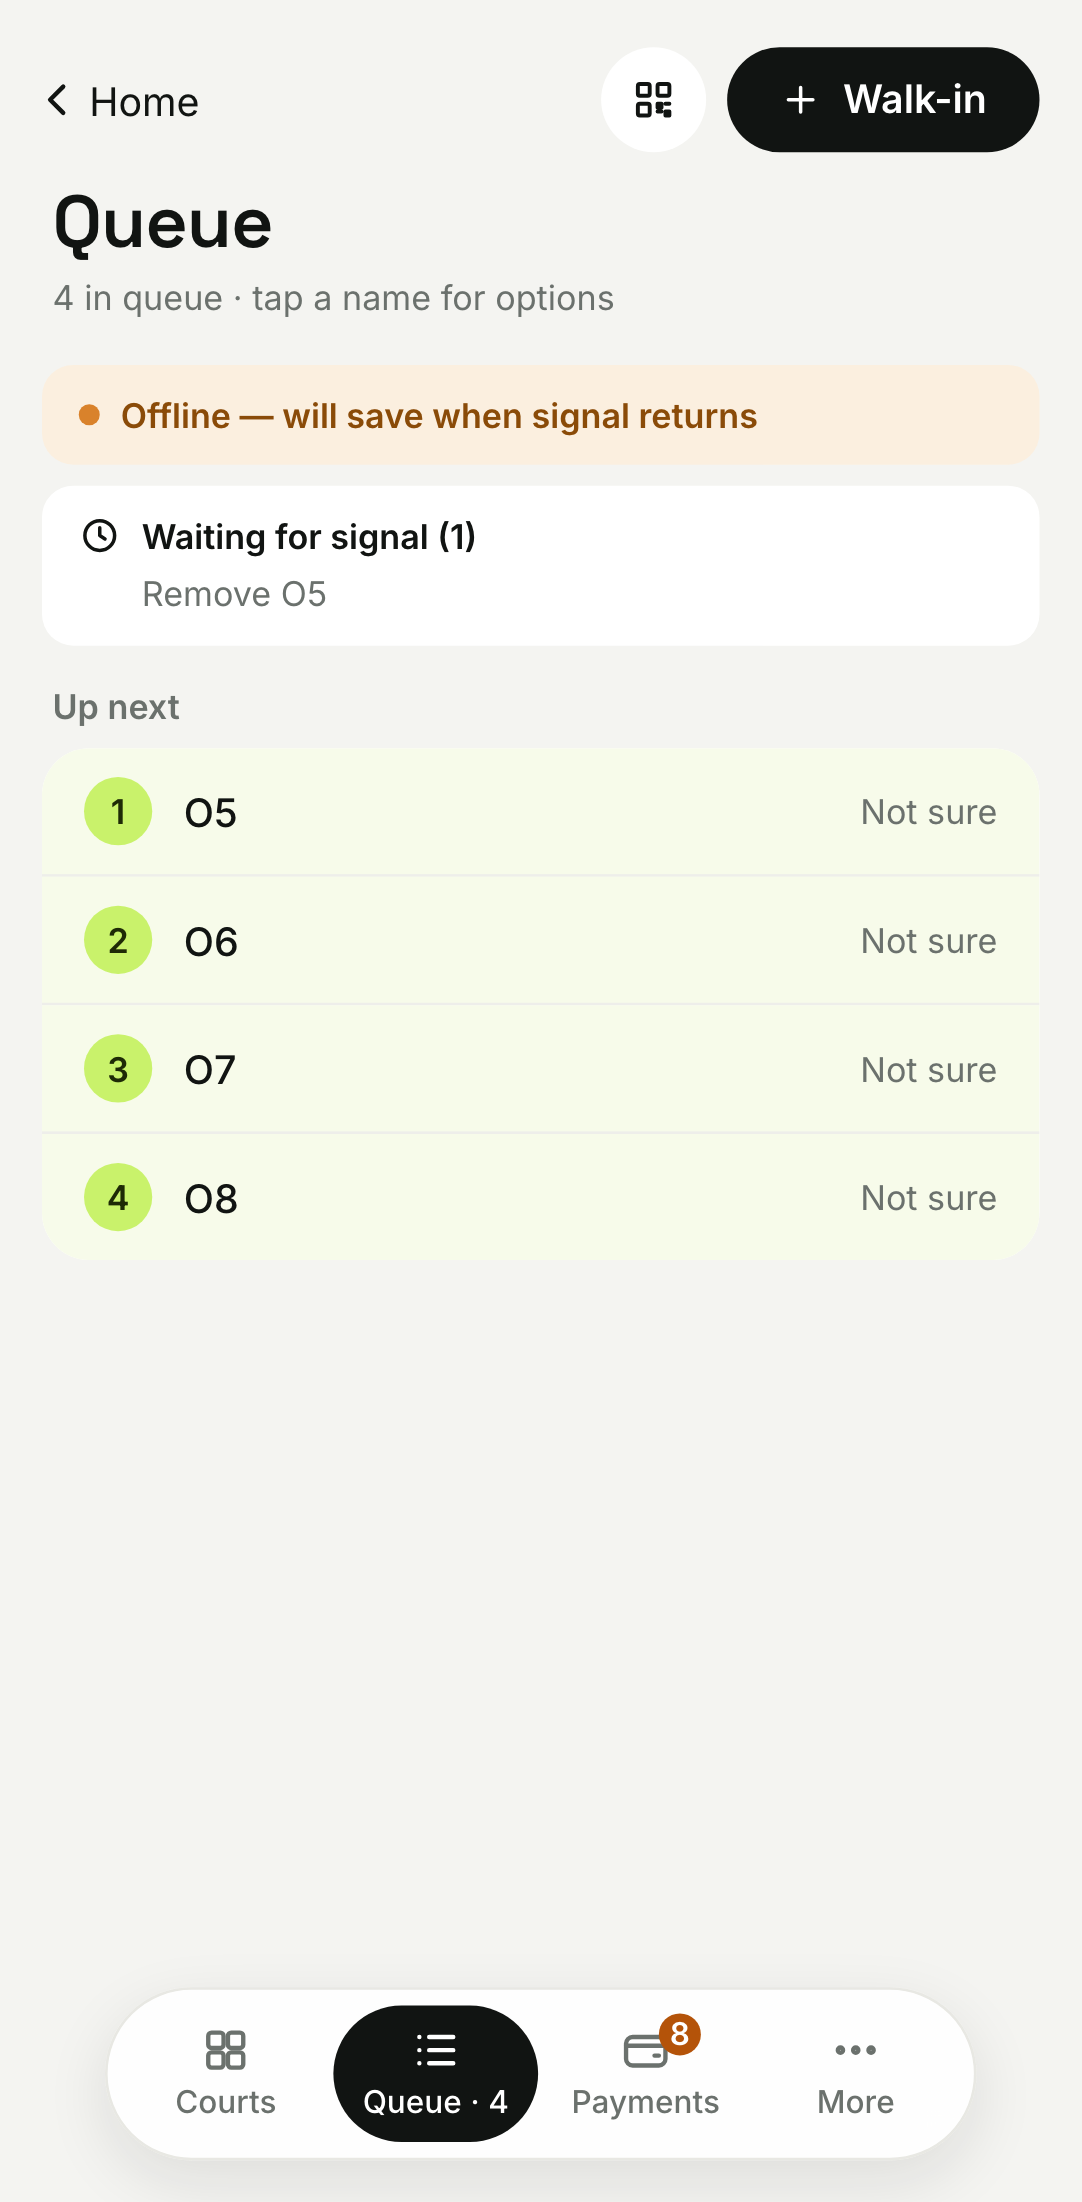 Home
Walk-in
Queue
4 in queue · tap a name for options
Offline — will save when signal returns
Waiting for signal (1)
Remove O5
Up next
1 O5 Not sure
2 O6 Not sure
3 O7 Not sure
4 O8 Not sure
8
Courts Queue · 4 Payments More